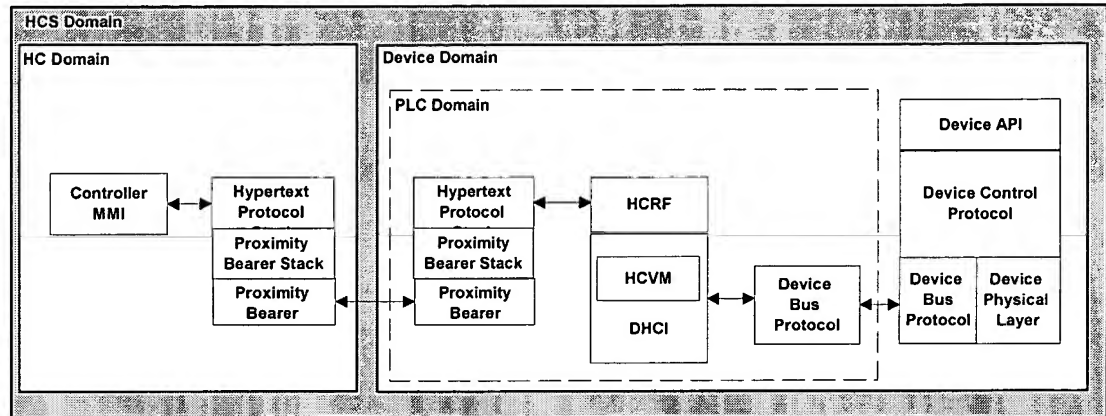 HCS Domain
HC Domain
Device Domain
PLC Domain
Controller
MMI
Hypertext
Protocol
Proximity
Bearer Stack
Proximity
Bearer
Hypertext
Protocol
Proximity
Bearer Stack
Proximity
Bearer
HCRF
HCVM
DHCI
Device
Bus
Protocol
Device API
Device Control
Protocol
Device
Bus
Protocol
Device
Physical
Layer